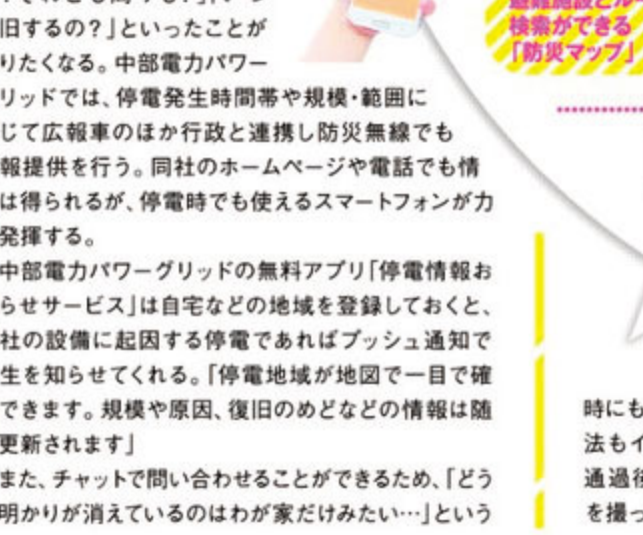 旧するの?」といったことが
りたくなる。中部電力パワー
リッドでは、停電発生時間帯や規模・範囲に
じて広報車のほか行政と連携し防災無線でも
報提供を行う。同社のホームページや電話でも情
は得られるが、停電時でも使えるスマートフォンが力
発揮する。
中部電力パワーグリッドの無料アプリ「停電情報お
らせサービス」は自宅などの地域を登録しておくと、
社の設備に起因する停電であればプッシュ通知で
生を知らせてくれる。「停電地域が地図で一目で確
できます。規模や原因、復旧のめどなどの情報は随
更新されます」
また、チャットで問い合わせることができるため、「どう
明かりが消えているのはわが家だけみたい…」という
検索ができる
「防災マップ」
時にも
法もイ
通過後
を撮っ